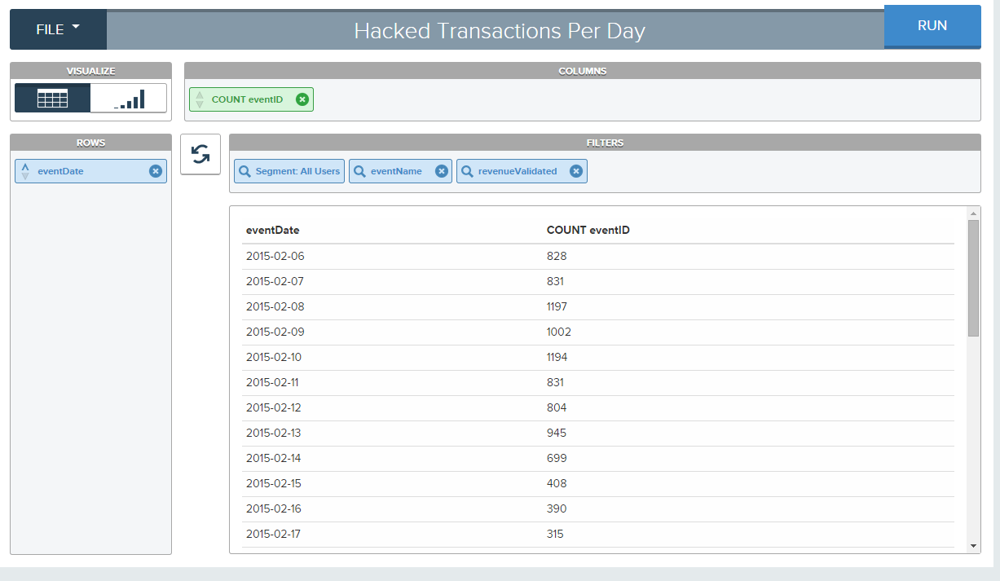 FILE
Hacked Transactions Per Day
RUN
VISUALIZE
COLUMNS
COUNT eventID
ROWS
FILTERS
eventDate
Segment: All Users
eventName
revenueValidated
eventDate COUNT eventID
2015-02-06 828
2015-02-07 831
2015-02-08 1197
2015-02-09 1002
2015-02-10 1194
2015-02-11 831
2015-02-12 804
2015-02-13 945
2015-02-14 699
2015-02-15 408
2015-02-16 390
2015-02-17 315